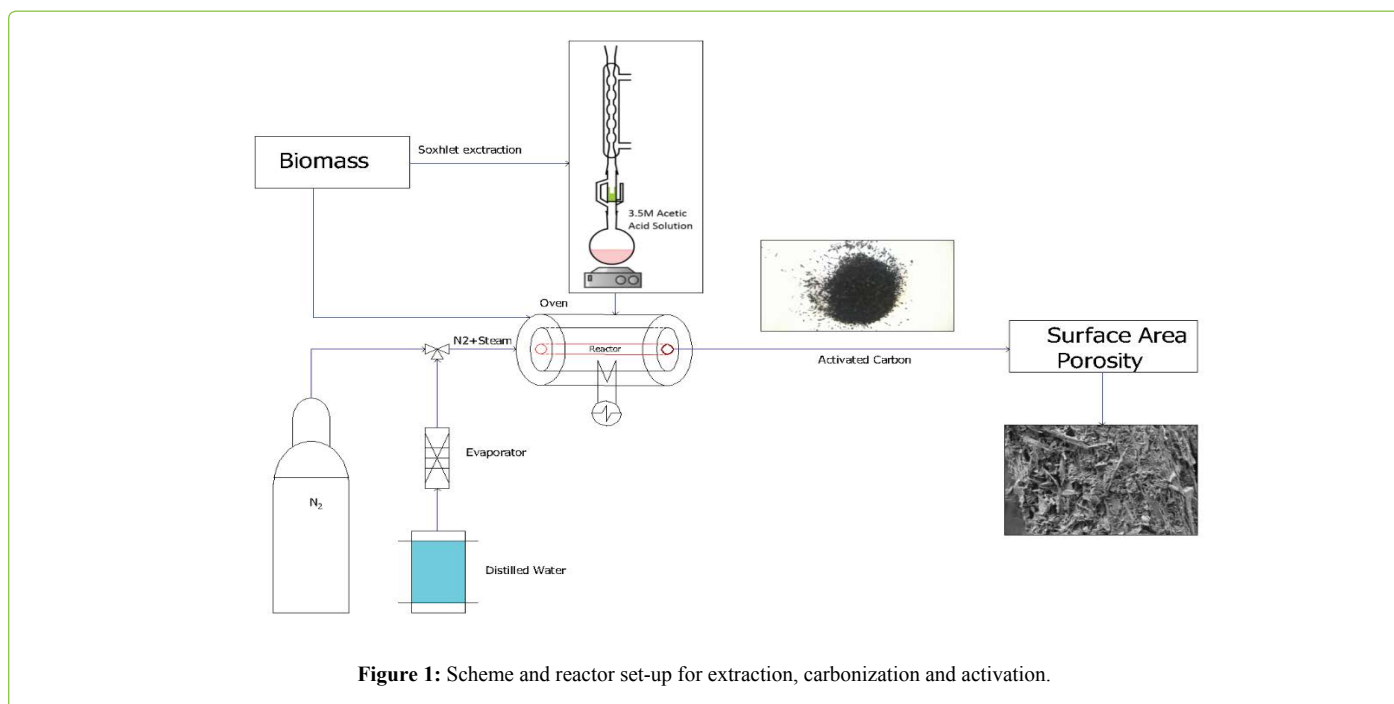 Biomass
Soxhlet exctraction
3.5M Acetic
Acid Solution
Oven
N2+Steam
Reactor
Activated Carbon
Surface Area
Porosity
Evaporator
N2
Distilled Water
Figure 1: Scheme and reactor set-up for extraction, carbonization and activation.